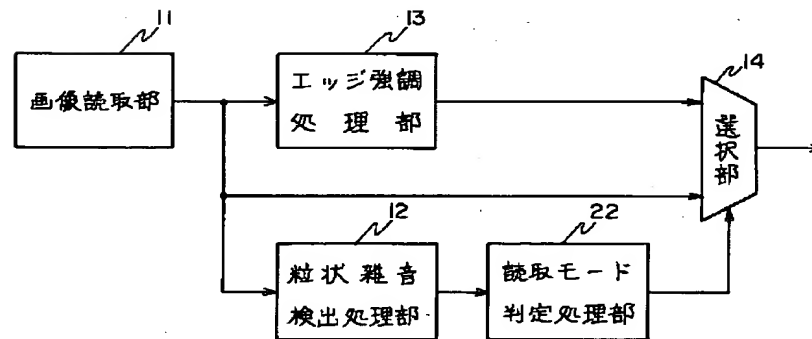 11
画像読取部
13
エッジ強調
処理部
14
選択部
12
粒状雑音
検出処理部
22
読取モード
判定処理部